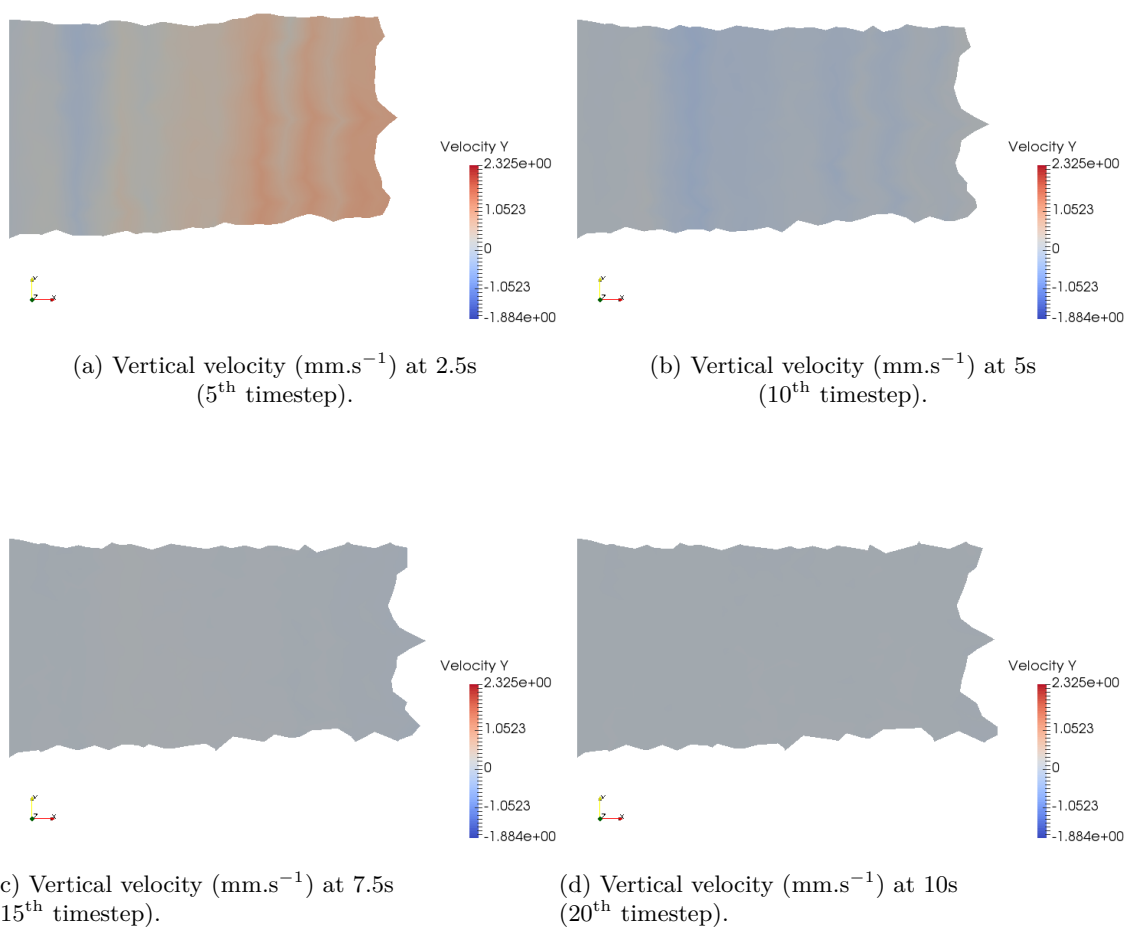 Velocity Y
2.325e+00
1.0523
0
-1.0523
-1.884e+00
Y
Z
X
(a) Vertical velocity (mm.s⁻¹) at 2.5s
(5ᵗʰ timestep).
Velocity Y
2.325e+00
1.0523
0
-1.0523
-1.884e+00
Y
Z
X
(b) Vertical velocity (mm.s⁻¹) at 5s
(10ᵗʰ timestep).
Velocity Y
2.325e+00
1.0523
0
-1.0523
-1.884e+00
Y
Z
X
c) Vertical velocity (mm.s⁻¹) at 7.5s
15ᵗʰ timestep).
Velocity Y
2.325e+00
1.0523
0
-1.0523
-1.884e+00
Y
Z
X
(d) Vertical velocity (mm.s⁻¹) at 10s
(20ᵗʰ timestep).